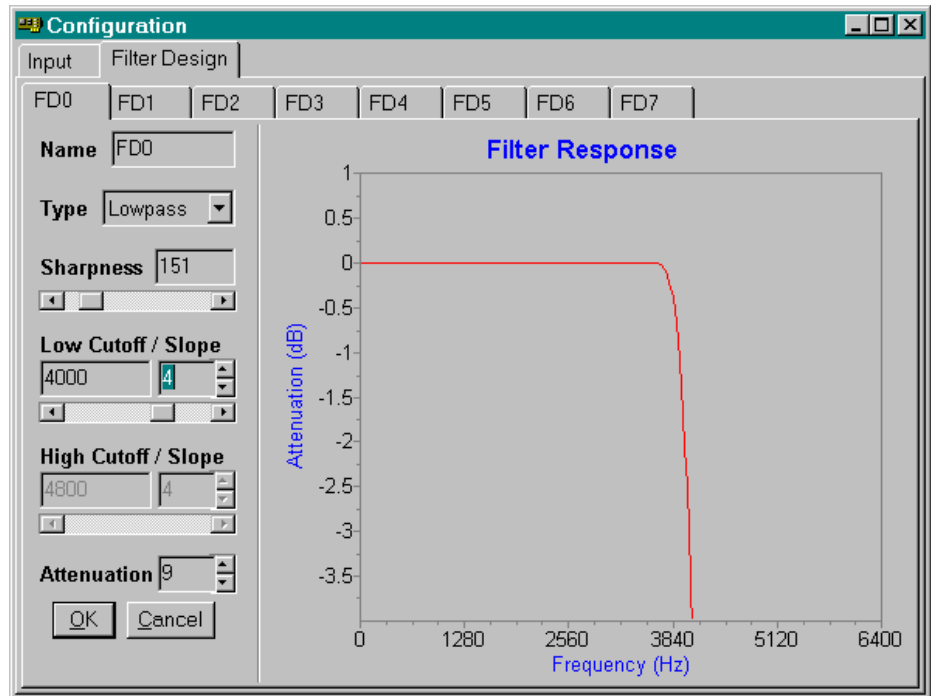 Configuration
Input
Filter Design
FD0
FD1
FD2
FD3
FD4
FD5
FD6
FD7
Name
FD0
Type
Lowpass
Sharpness
151
Low Cutoff / Slope
4000
4
High Cutoff / Slope
4800
4
Attenuation
9
OK
Cancel
Filter Response
Attenuation (dB)
1
0.5
0
-0.5
-1
-1.5
-2
-2.5
-3
-3.5
0
1280
2560
3840
5120
6400
Frequency (Hz)